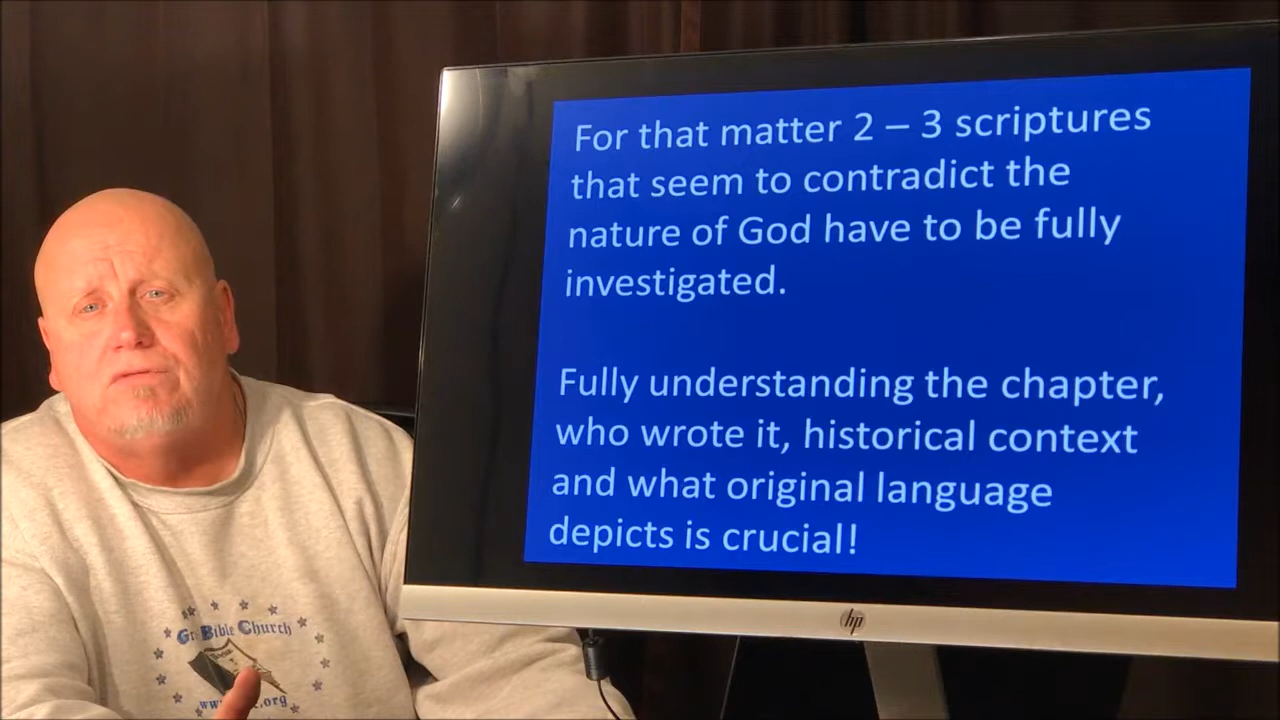 For that matter 2 – 3 scriptures
that seem to contradict the
nature of God have to be fully
investigated.
Fully understanding the chapter,
who wrote it, historical context
and what original language
depicts is crucial!
hp
Bible Church